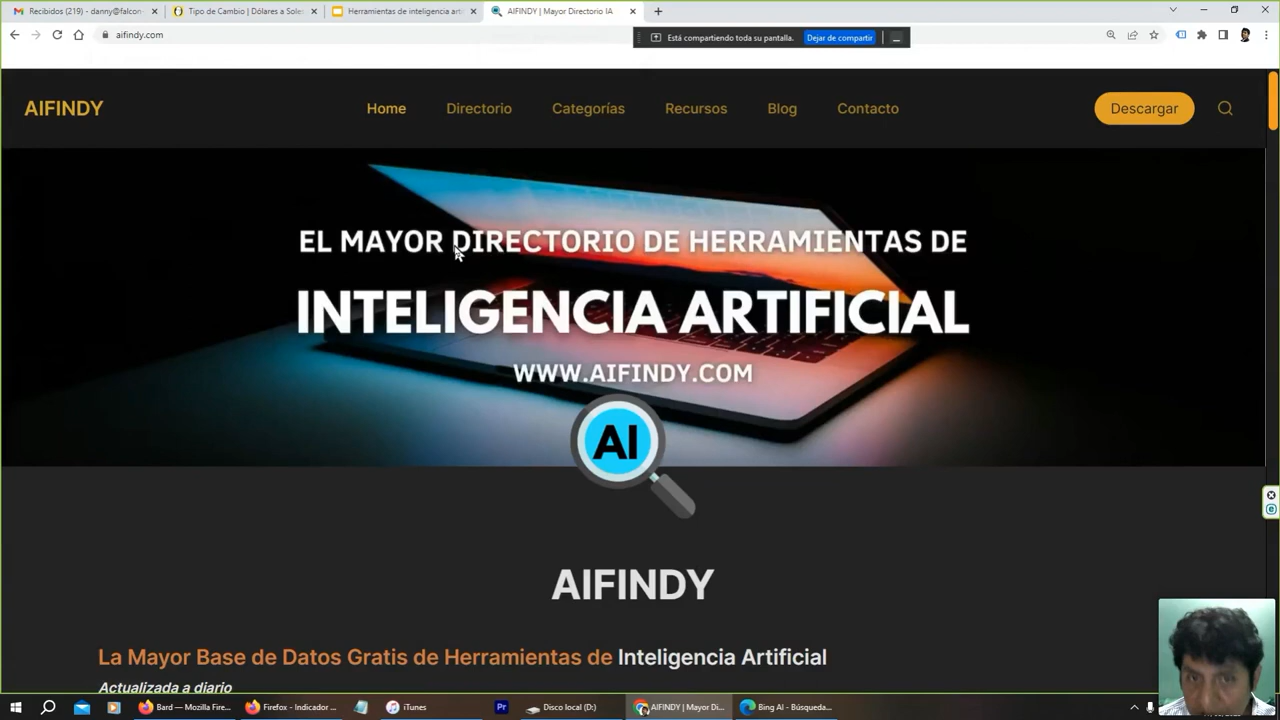 Recibidos (219) - danny@falcon
Tipo de Cambio | Dólares a Sole
Herramientas de inteligencia arti
AIFINDY | Mayor Directorio IA
aifindy.com
Está compartiendo toda su pantalla.
Dejar de compartir
AIFINDY
Home
Directorio
Categorías
Recursos
Blog
Contacto
Descargar
EL MAYOR DIRECTORIO DE HERRAMIENTAS DE
INTELIGENCIA ARTIFICIAL
WWW.AIFINDY.COM
AI
AIFINDY
La Mayor Base de Datos Gratis de Herramientas de Inteligencia Artificial
Actualizada a diario
Bard — Mozilla Fire...
Firefox - Indicador ...
iTunes
Pr
Disco local (D:)
AIFINDY | Mayor Di...
Bing AI - Búsqueda...